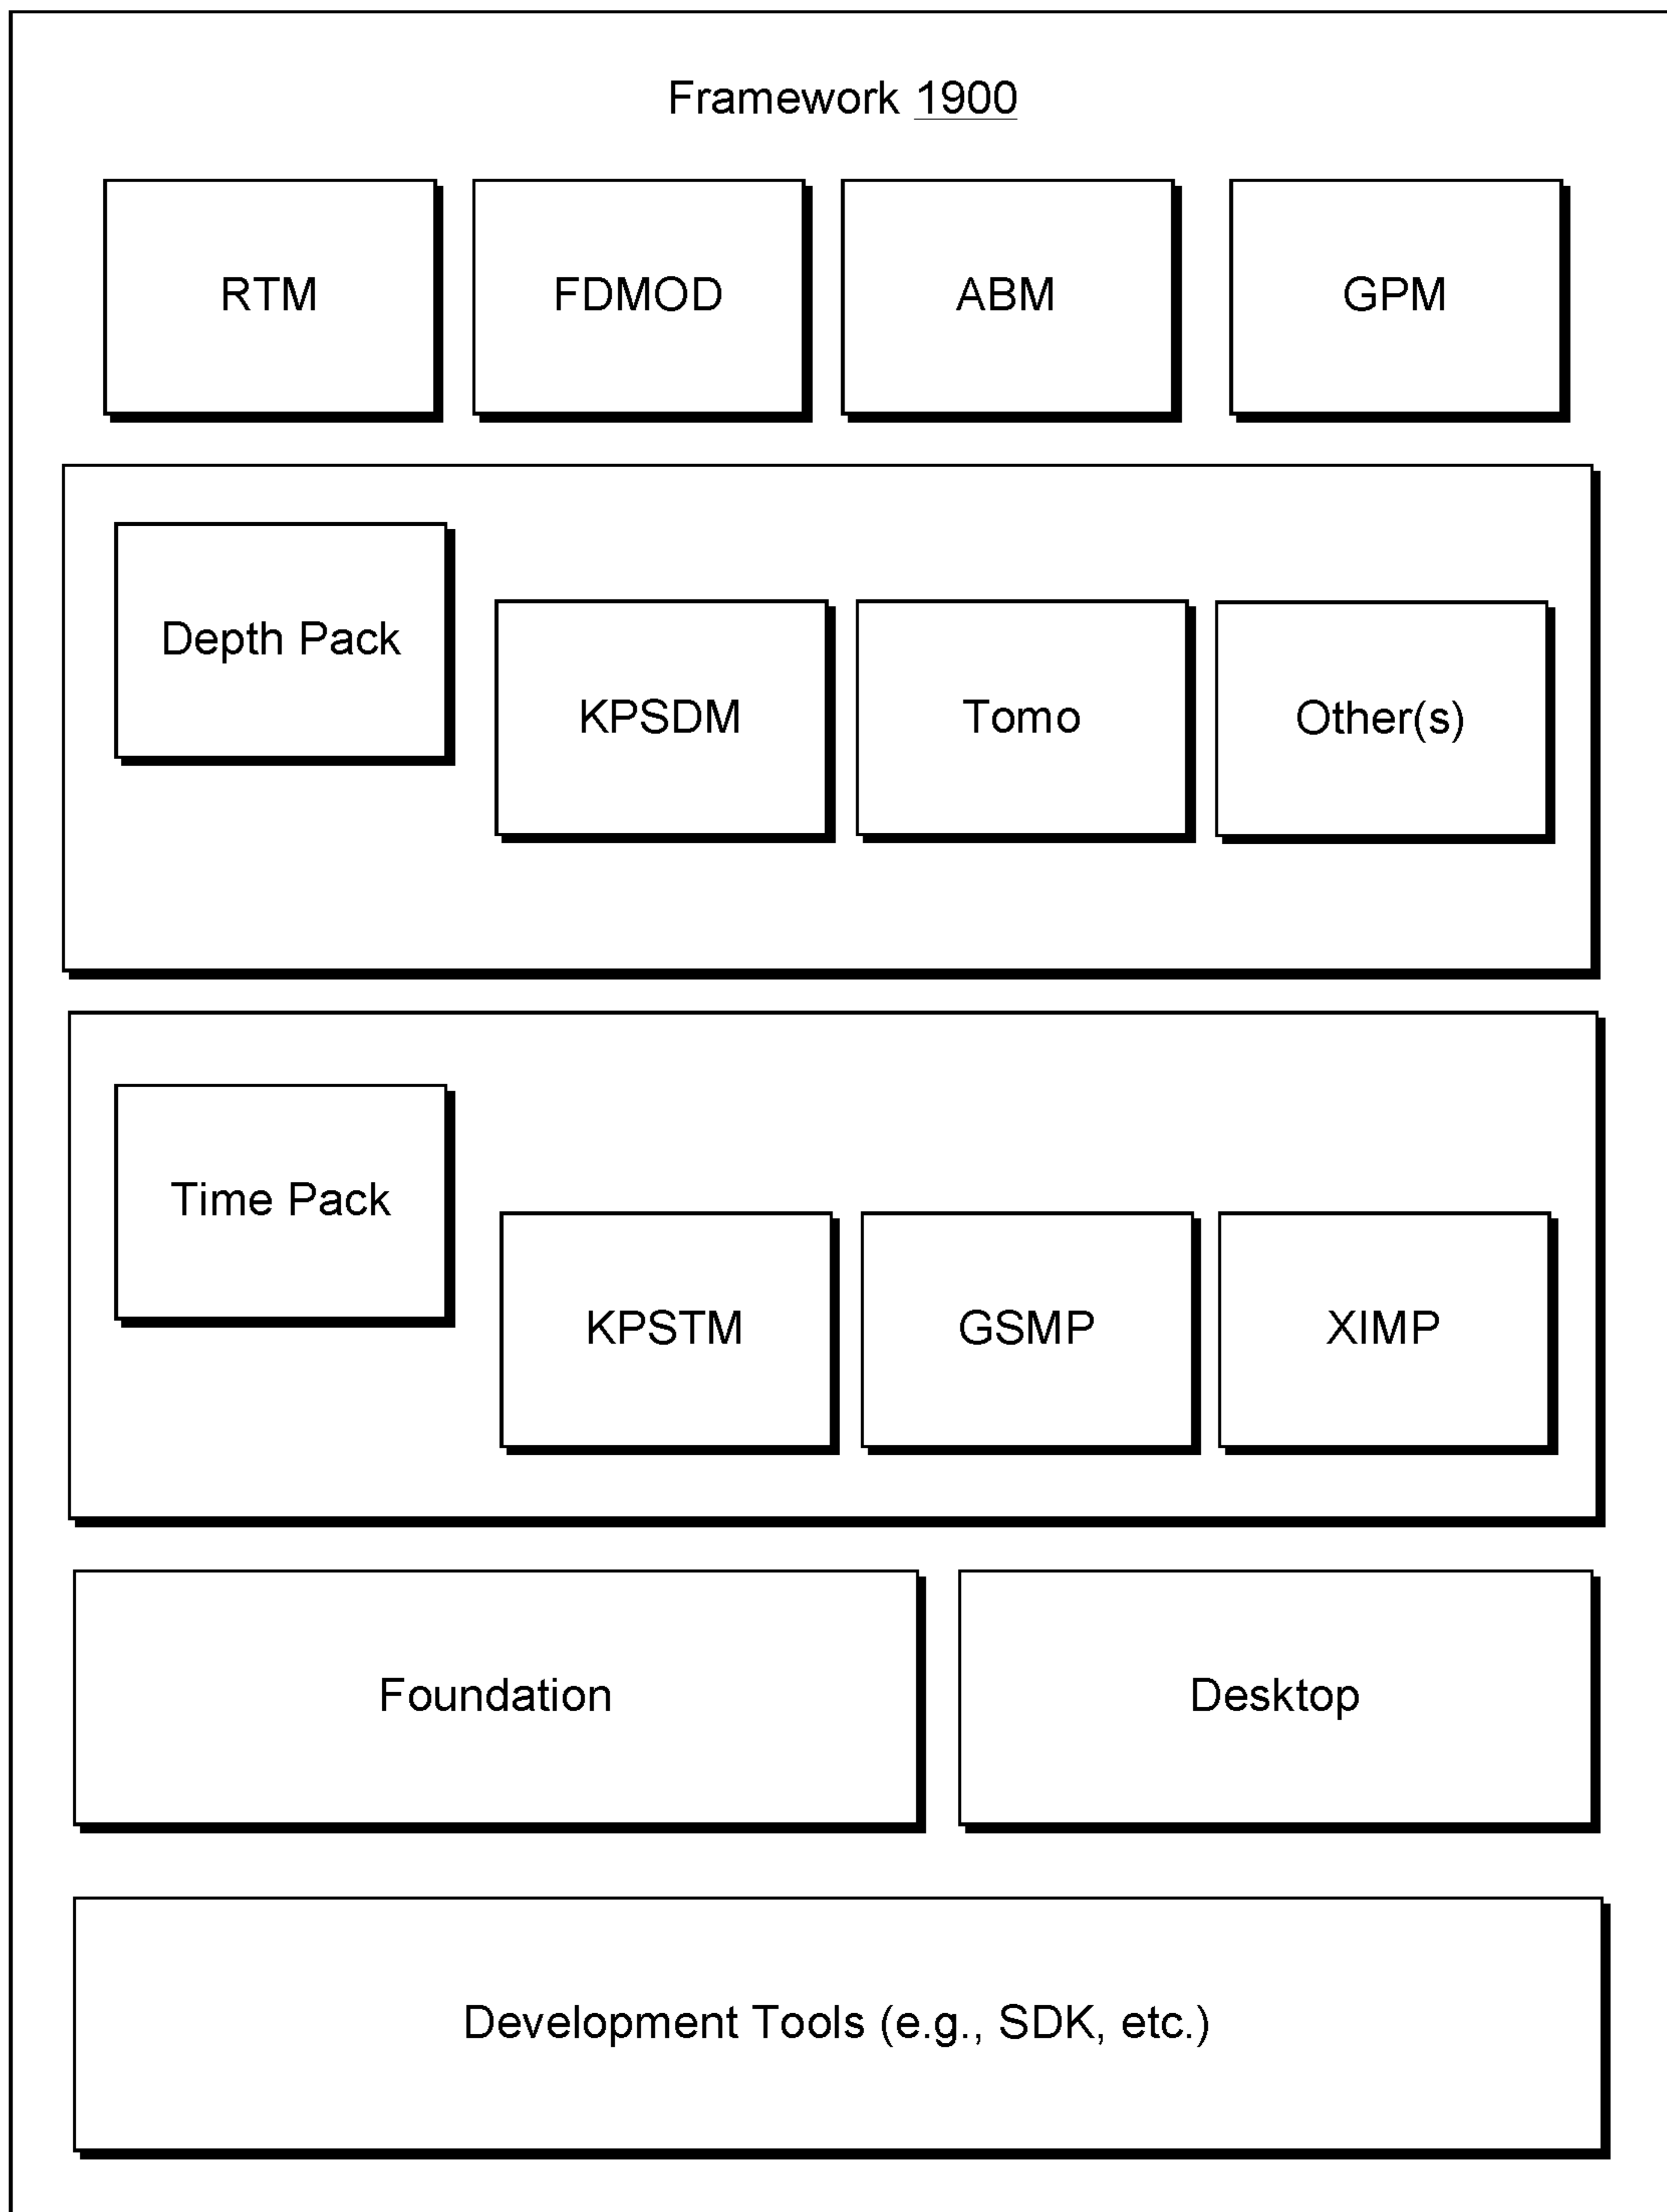 Framework 1900
RTM
FDMOD
ABM
GPM
Depth Pack
KPSDM
Tomo
Other(s)
Time Pack
KPSTM
GSMP
XIMP
Foundation
Desktop
Development Tools (e.g., SDK, etc.)